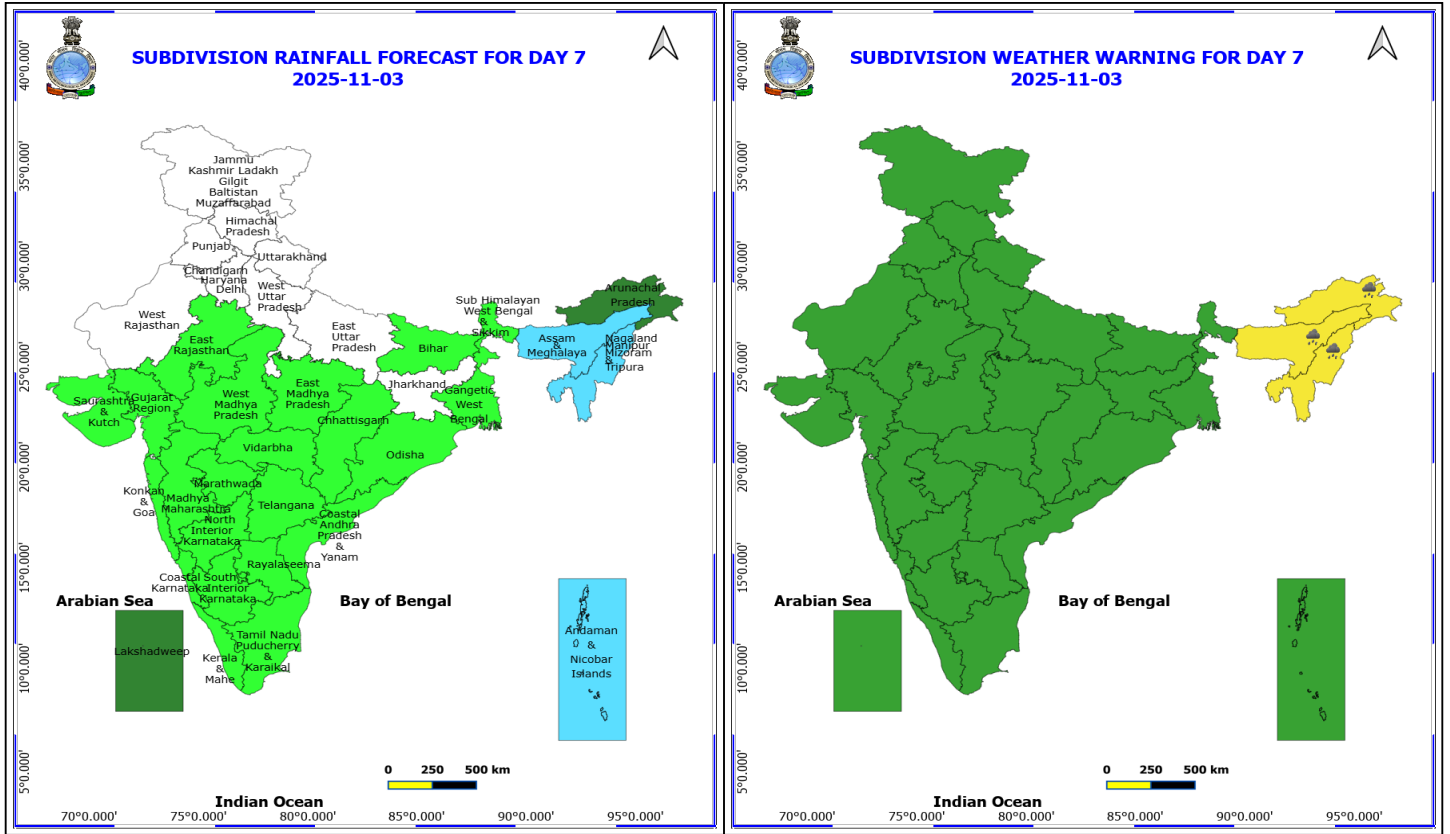 SUBDIVISION RAINFALL FORECAST FOR DAY 7
2025-11-03
40°0.000'
35°0.000'
30°0.000'
25°0.000'
20°0.000'
15°0.000'
10°0.000'
5°0.000'
Jammu
Kashmir Ladakh
Gilgit
Baltistan
Muzaffarabad
Himachal
Pradesh
Punjab
Uttarakhand
Chandigarh
Haryana
Delhi
West
Uttar
Pradesh
West
Rajasthan
East
Uttar
Pradesh
East
Rajasthan
Bihar
Sub Himalayan
West Bengal
&
Sikkim
Arunachal
Pradesh
Assam
&
Meghalaya
Nagaland
Manipur
Mizoram
&
Tripura
Jharkhand
Gangetic
West
Bengal
Saurashtra
&
Kutch
Gujarat
Region
West
Madhya
Pradesh
East
Madhya
Pradesh
Chhattisgarh
Vidarbha
Odisha
Konkan
&
Goa
Marathwada
Madhya
Maharashtra
Telangana
North
Interior
Karnataka
Coastal
Andhra
Pradesh
&
Yanam
Rayalaseema
Coastal
Karnataka
South
Interior
Karnataka
Arabian Sea
Bay of Bengal
Lakshadweep
Kerala
&
Mahe
Tamil Nadu
Puducherry
&
Karaikal
Andaman
&
Nicobar
Islands
0 250 500 km
Indian Ocean
70°0.000' 75°0.000' 80°0.000' 85°0.000' 90°0.000' 95°0.000'
SUBDIVISION WEATHER WARNING FOR DAY 7
2025-11-03
40°0.000'
35°0.000'
30°0.000'
25°0.000'
20°0.000'
15°0.000'
10°0.000'
5°0.000'
Arabian Sea
Bay of Bengal
0 250 500 km
Indian Ocean
70°0.000' 75°0.000' 80°0.000' 85°0.000' 90°0.000' 95°0.000'